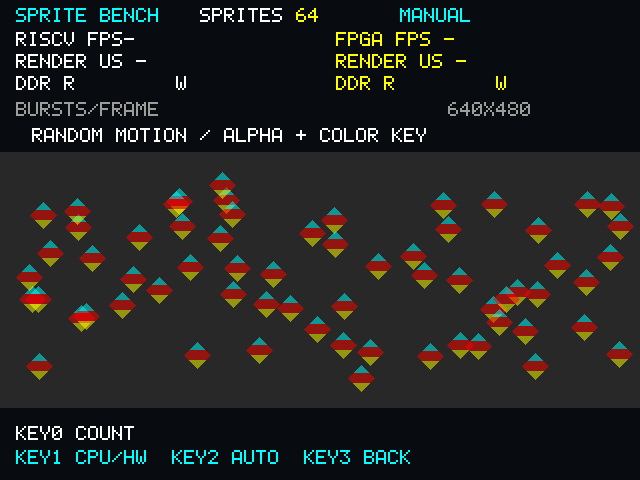 SPRITE BENCH SPRITES 64 MANUAL
RISCV FPS- FPGA FPS -
RENDER US - RENDER US -
DDR R W DDR R W
BURSTS/FRAME 640X480
RANDOM MOTION / ALPHA + COLOR KEY
KEY0 COUNT
KEY1 CPU/HW KEY2 AUTO KEY3 BACK